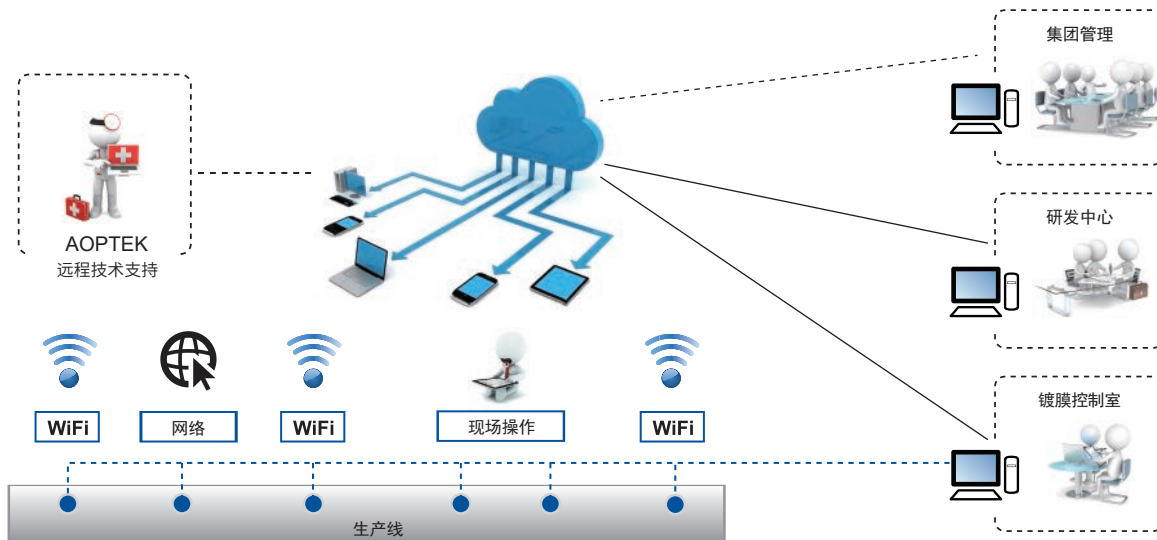 集团管理
AOPTEK
远程技术支持
研发中心
镀膜控制室
WiFi
网络
WiFi
现场操作
WiFi
生产线